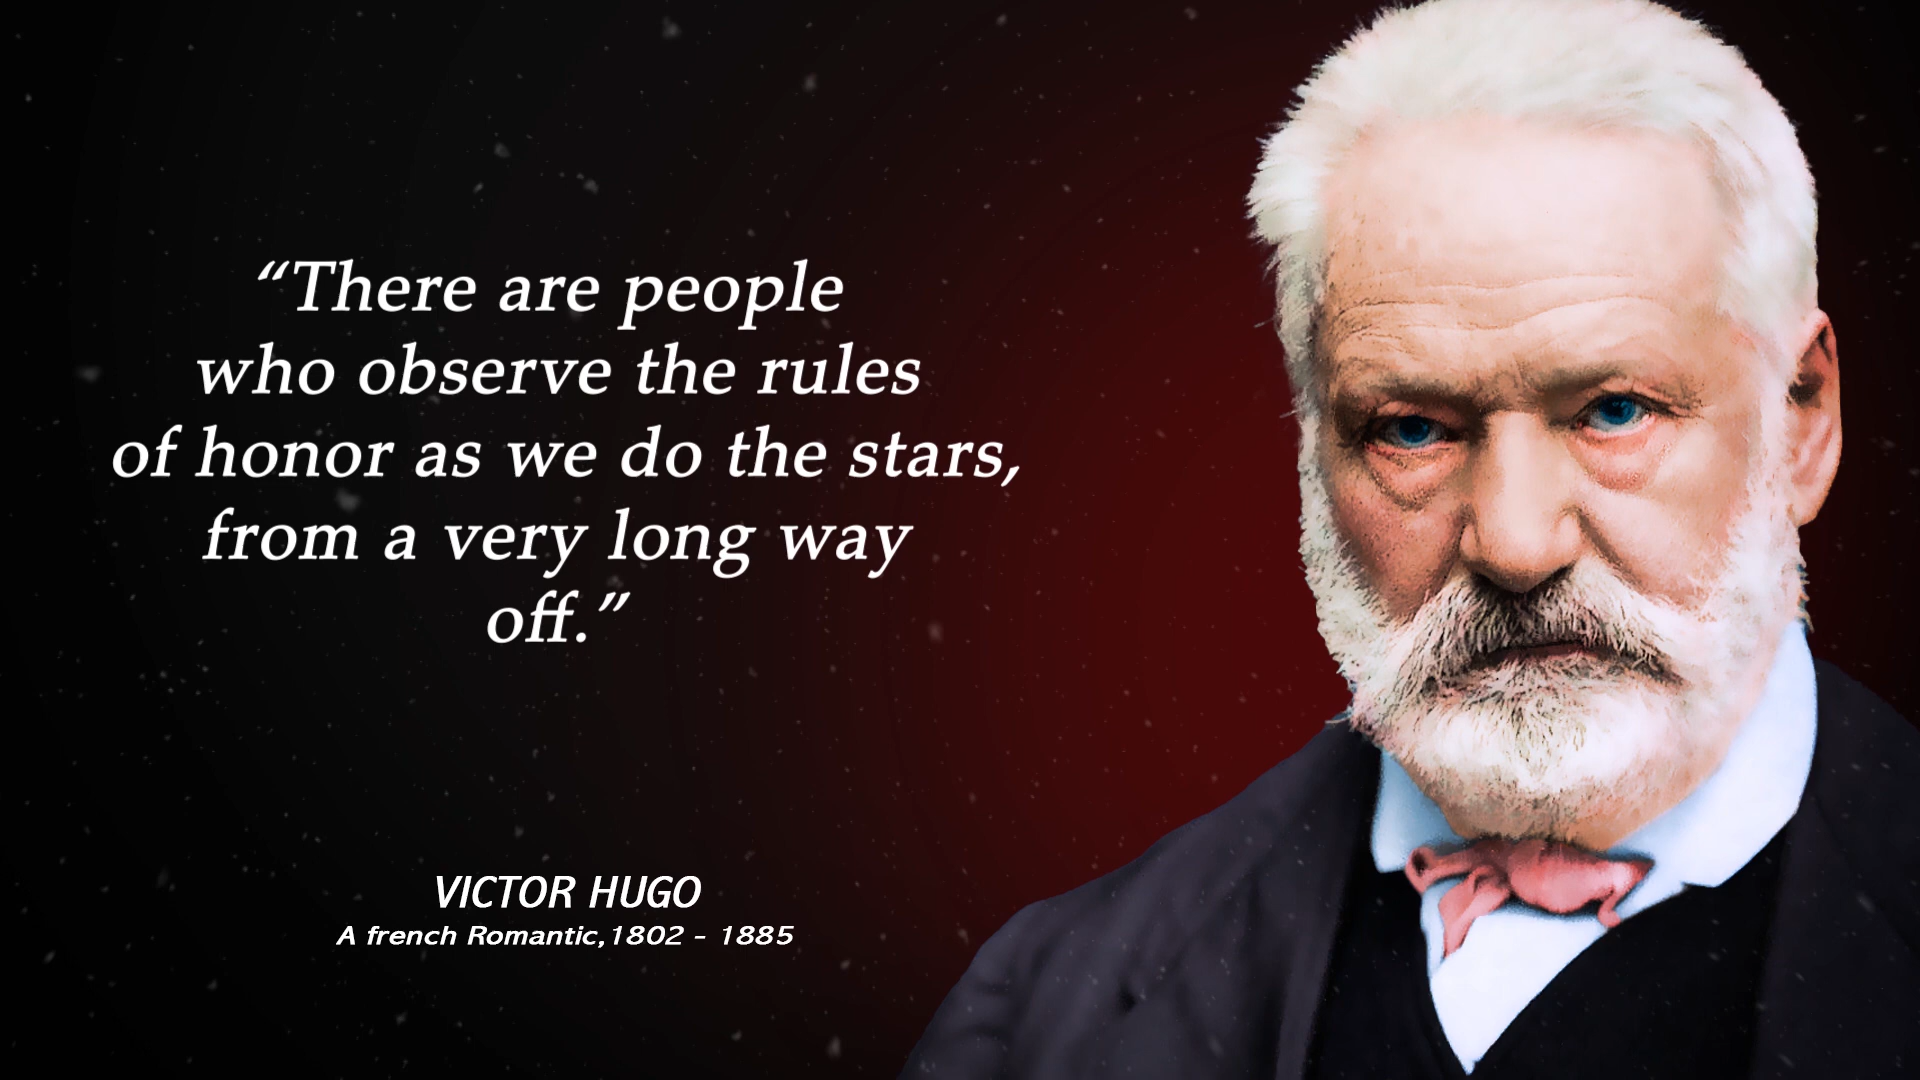 “There are people
who observe the rules
of honor as we do the stars,
from a very long way
off.”
VICTOR HUGO
A french Romantic,1802 - 1885